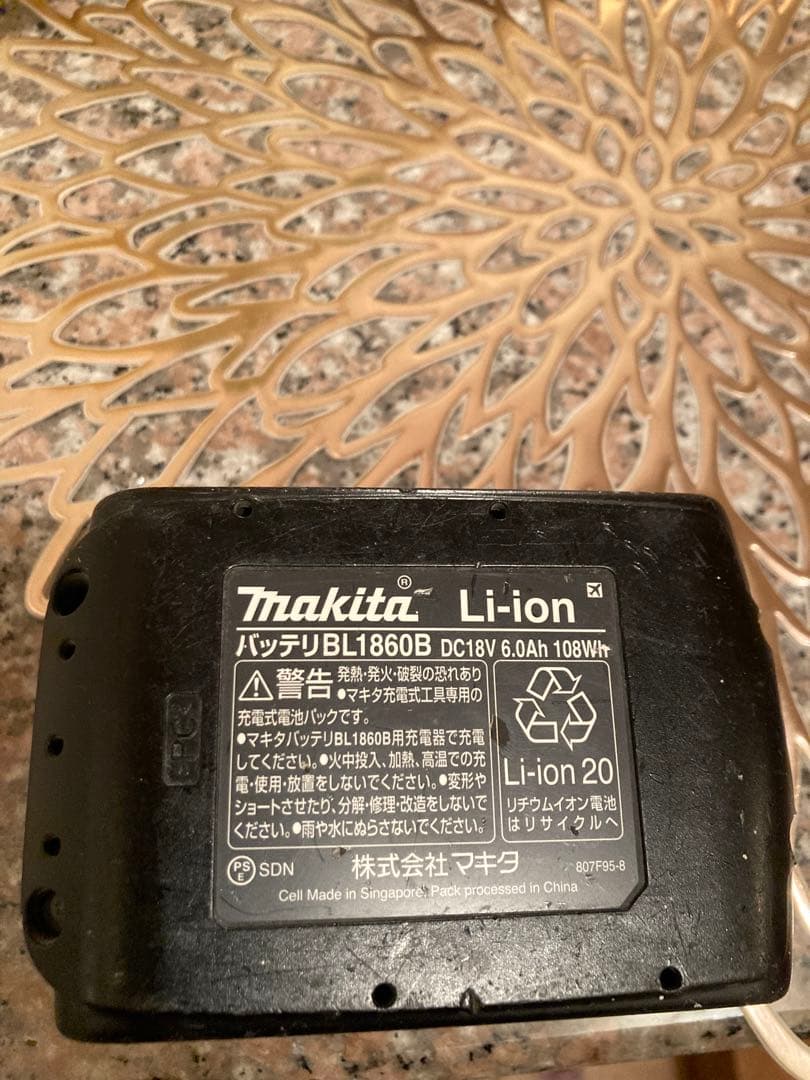 makita® Li-ion
バッテリBL1860B DC18V 6.0Ah 108Wh
警告 発熱・発火・破裂の恐れあり
●マキタ充電式工具専用の
充電式電池パックです。
●マキタバッテリBL1860B用充電器で充電
してください。●火中投入、加熱、高温での充
電・使用・放置をしないでください。●変形や
ショートさせたり、分解・修理・改造をしないで
ください。●雨や水にぬらさないでください。
Li-ion 20
リチウムイオン電池
はリサイクルへ
PS
E
SDN
株式会社マキタ
807F95-8
Cell Made in Singapore, Pack processed in China